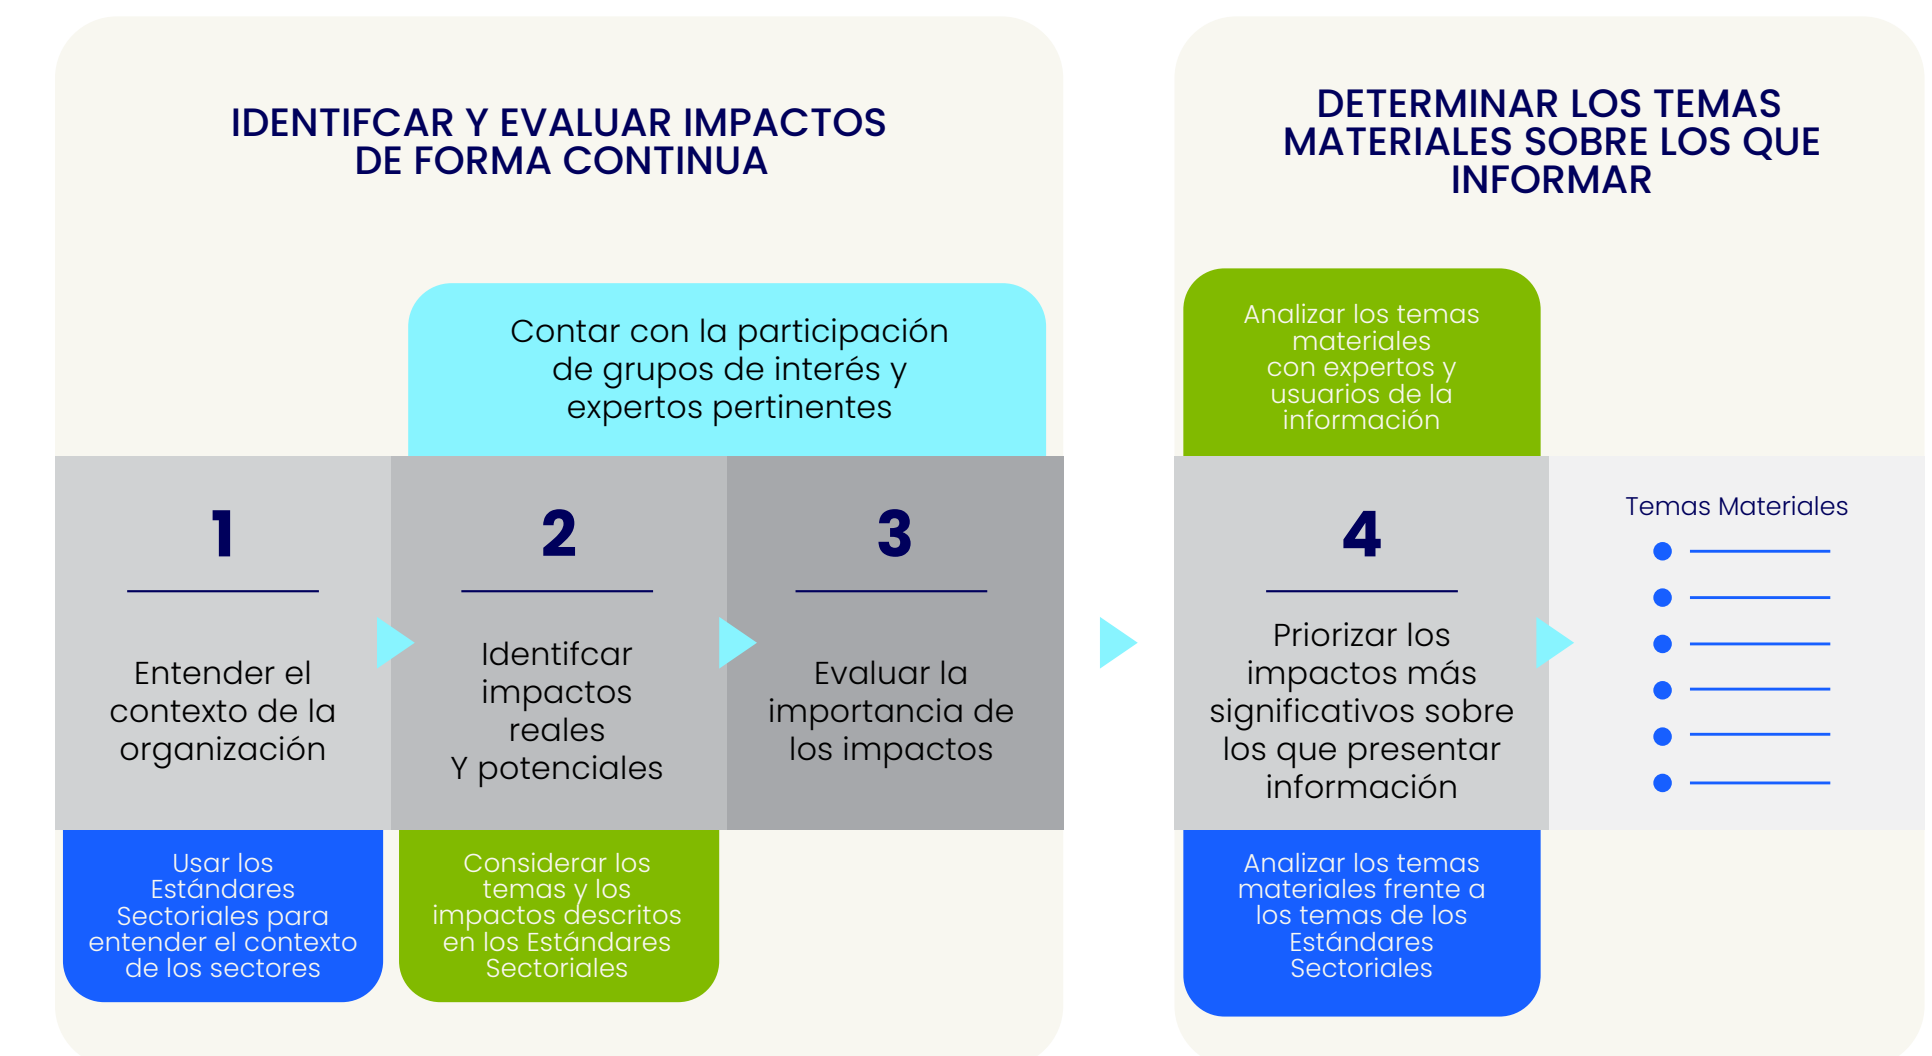 IDENTIFCAR Y EVALUAR IMPACTOS
DE FORMA CONTINUA
Contar con la participación
de grupos de interés y
expertos pertinentes
1
Entender el
contexto de la
organización
Usar los
Estándares
Sectoriales para
entender el contexto
de los sectores
2
Identifcar
impactos
reales
Y potenciales
Considerar los
temas y los
impactos descritos
en los Estándares
Sectoriales
3
Evaluar la
importancia de
los impactos
DETERMINAR LOS TEMAS
MATERIALES SOBRE LOS QUE
INFORMAR
Analizar los temas
materiales
con expertos y
usuarios de la
información
4
Priorizar los
impactos más
significativos sobre
los que presentar
información
Analizar los temas
materiales frente a
los temas de los
Estándares
Sectoriales
Temas Materiales